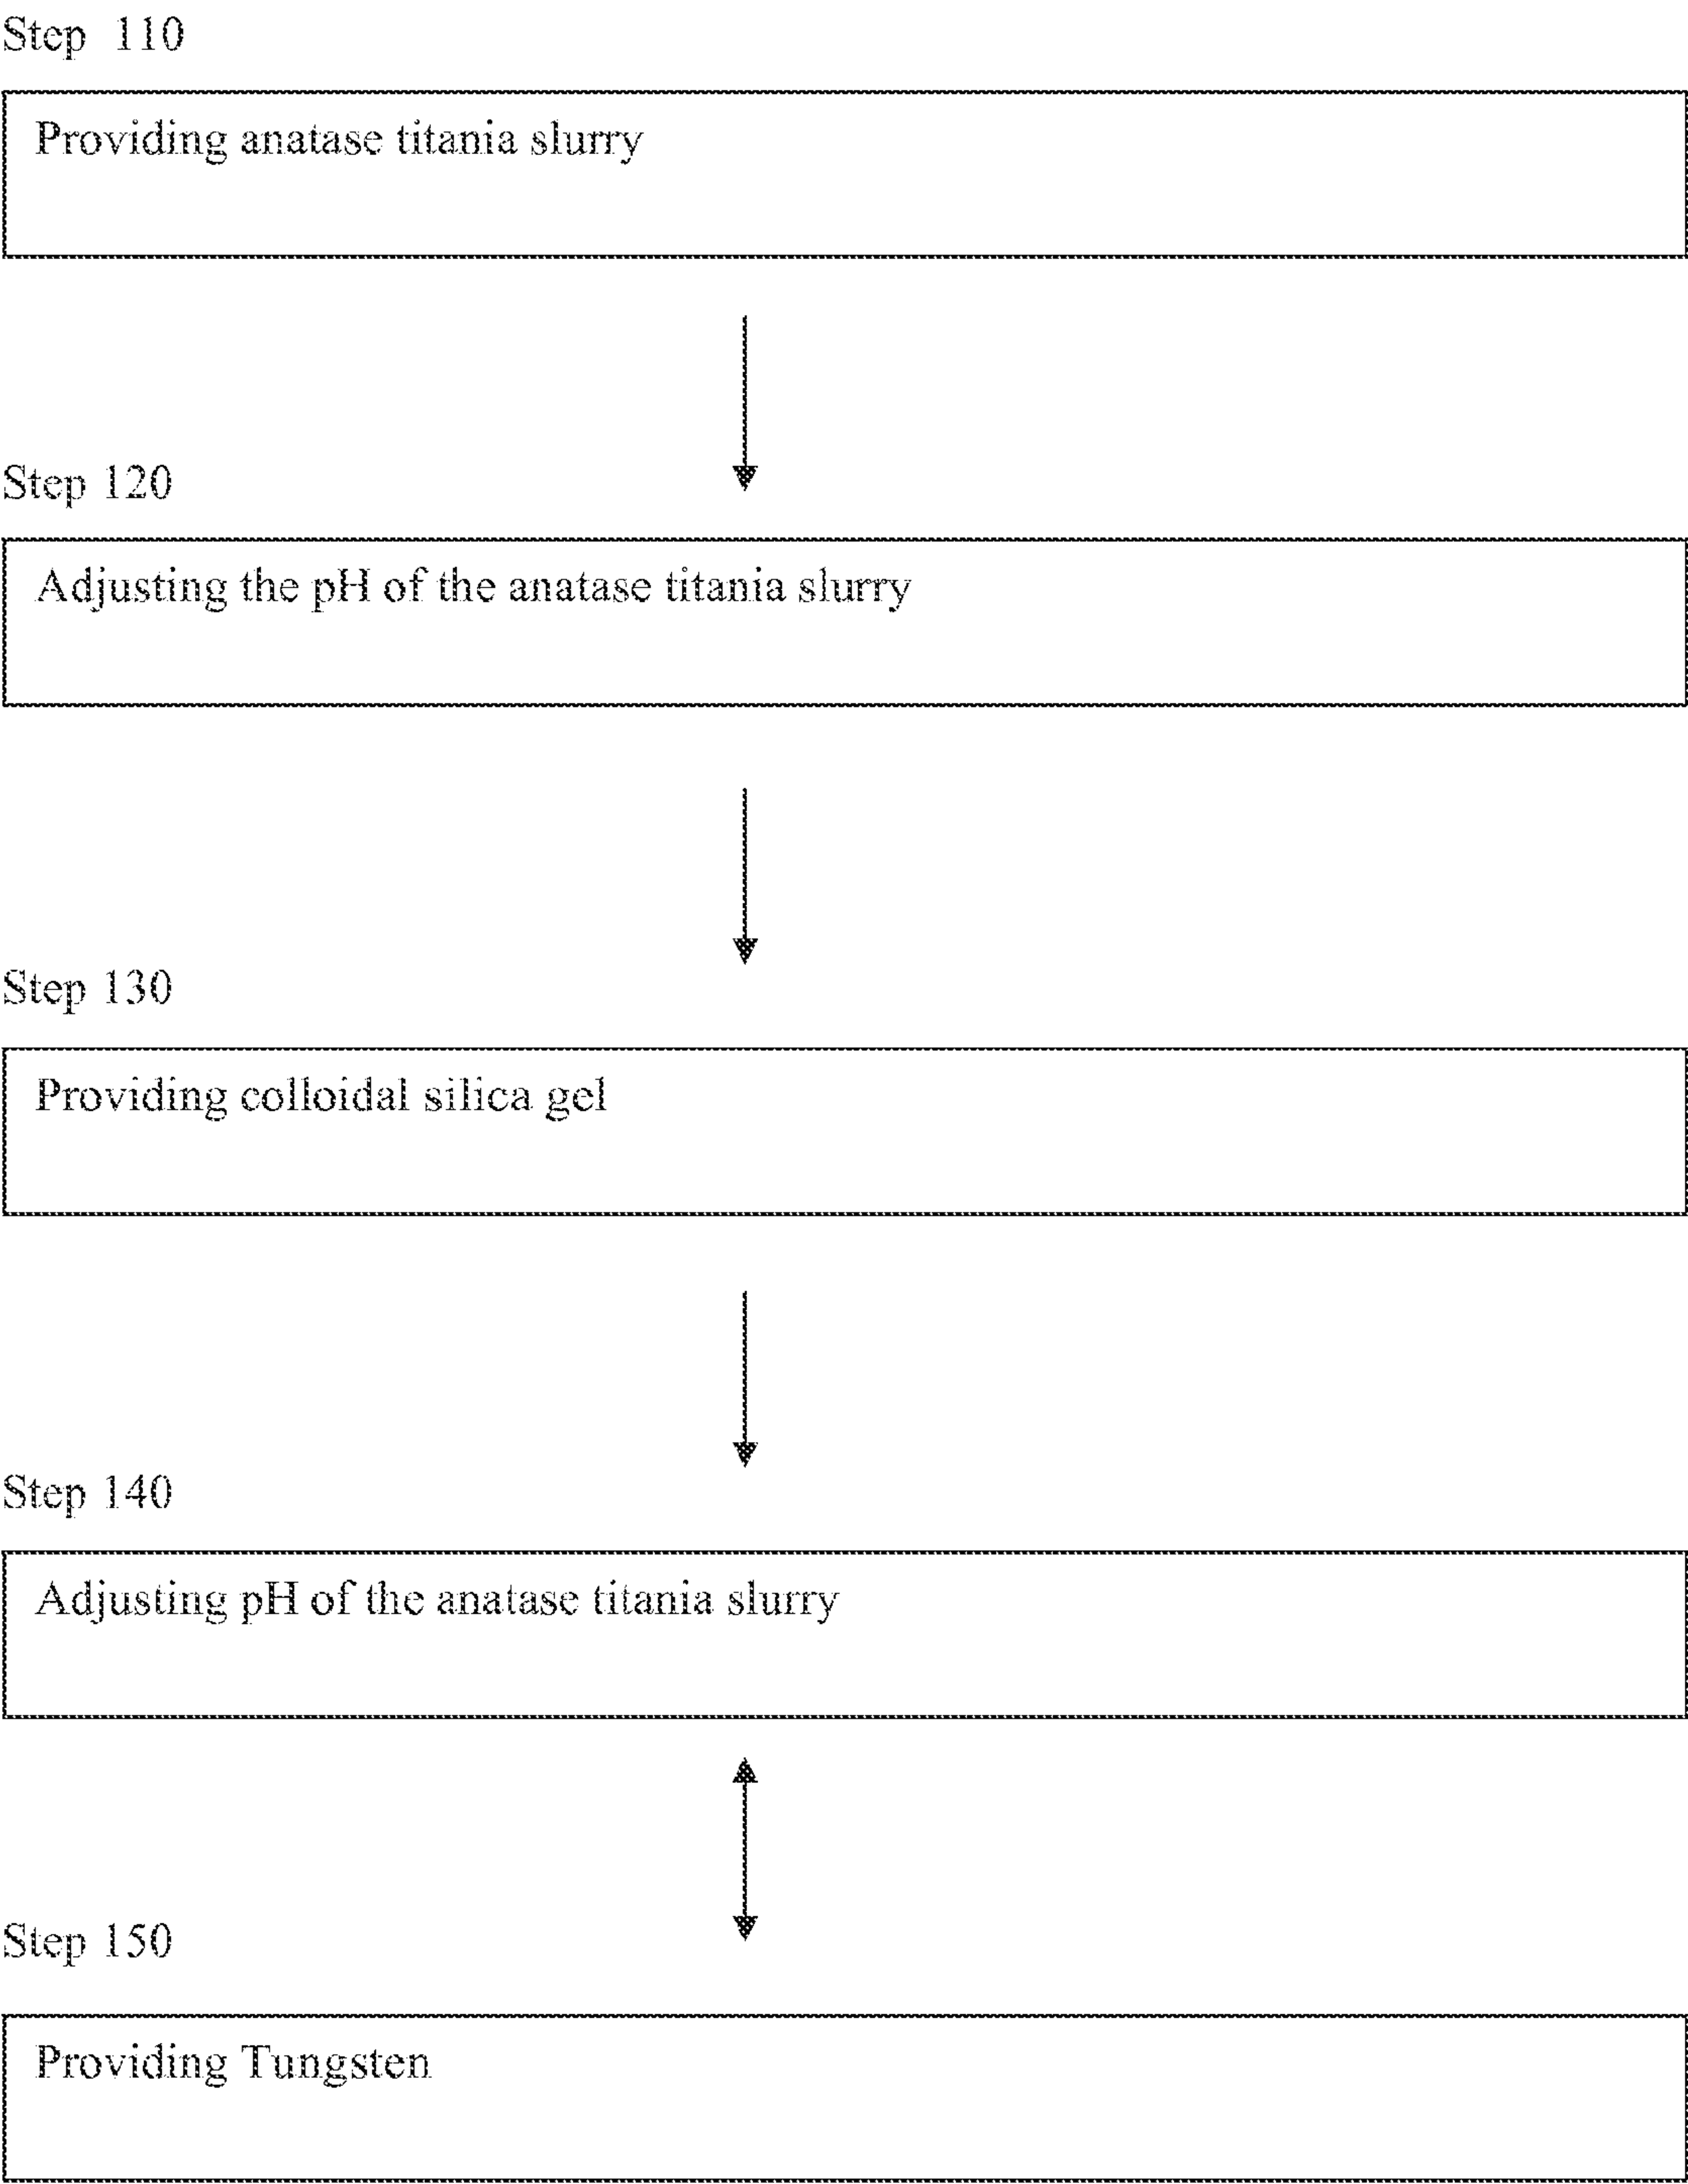 Step 110
Providing anatase titania slurry
Step 120
Adjusting the pH of the anatase titania slurry
Step 130
Providing colloidal silica gel
Step 140
Adjusting pH of the anatase titania slurry
Step 150
Providing Tungsten